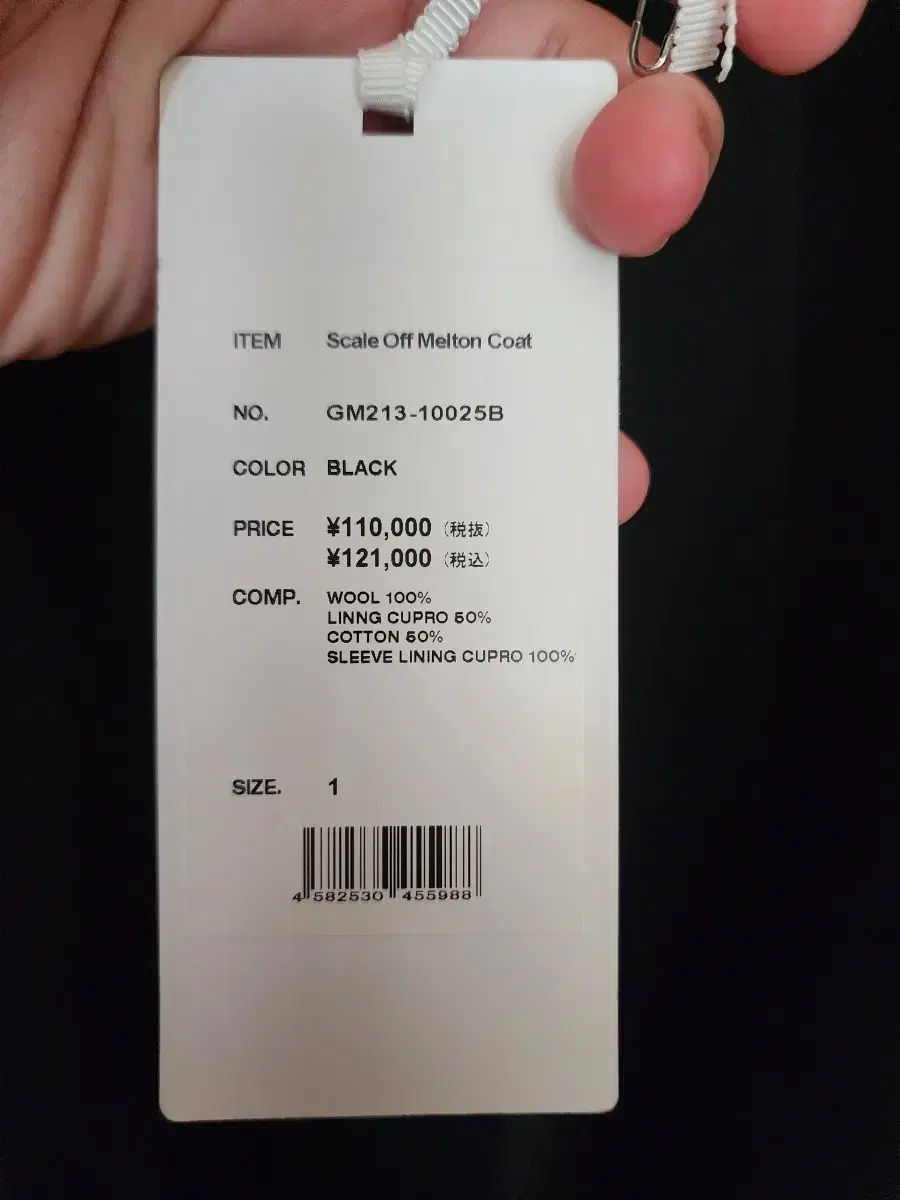 ITEM Scale Off Melton Coat
NO. GM213-10025B
COLOR BLACK
PRICE ¥110,000（税抜）
¥121,000（税込）
COMP. WOOL 100%
LINNG CUPRO 50%
COTTON 50%
SLEEVE LINING CUPRO 100%
SIZE. 1
4 582530 455988